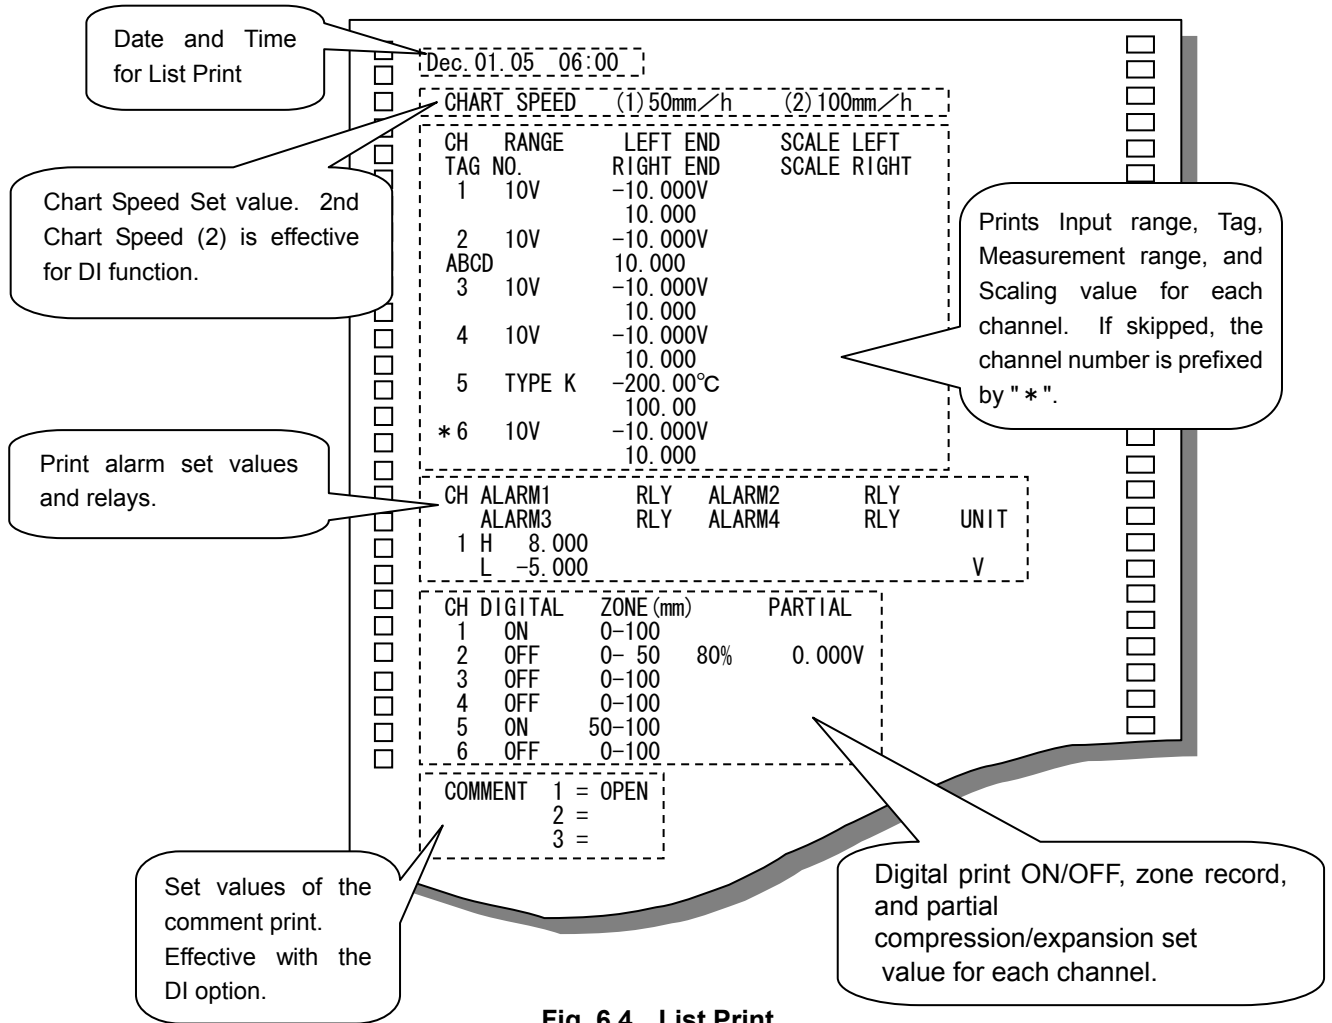 Date and Time
for List Print
Dec.01.05 06:00
CHART SPEED (1)50mm/h (2)100mm/h
CH RANGE LEFT END SCALE LEFT
TAG NO. RIGHT END SCALE RIGHT
1 10V -10.000V
10.000
2 10V -10.000V
ABCD 10.000
3 10V -10.000V
10.000
4 10V -10.000V
10.000
5 TYPE K -200.00℃
100.00
*6 10V -10.000V
10.000
Chart Speed Set value. 2nd
Chart Speed (2) is effective
for DI function.
Prints Input range, Tag,
Measurement range, and
Scaling value for each
channel. If skipped, the
channel number is prefixed
by "*".
Print alarm set values
and relays.
CH ALARM1 RLY ALARM2 RLY
ALARM3 RLY ALARM4 RLY UNIT
1 H 8.000
L -5.000 V
CH DIGITAL ZONE(mm) PARTIAL
1 ON 0-100
2 OFF 0- 50 80% 0.000V
3 OFF 0-100
4 OFF 0-100
5 ON 50-100
6 OFF 0-100
COMMENT 1 = OPEN
2 =
3 =
Set values of the
comment print.
Effective with the
DI option.
Digital print ON/OFF, zone record,
and partial
compression/expansion set
value for each channel.
Fig. 6.4 List Print